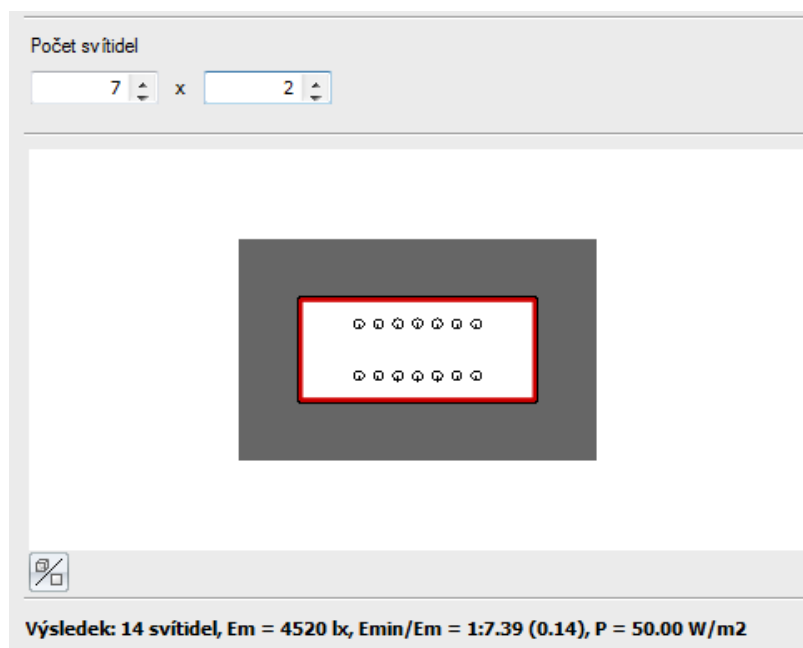 Počet svítidel
7 x 2
Výsledek: 14 svítidel, Em = 4520 lx, Emin/Em = 1:7.39 (0.14), P = 50.00 W/m2